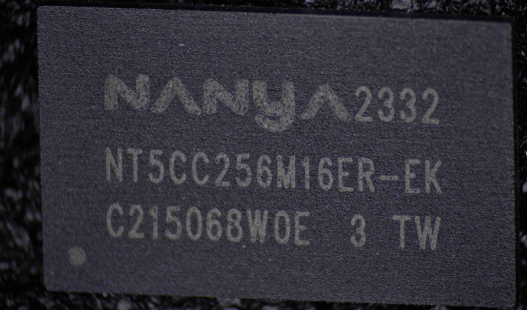 NANYA 2332
NT5CC256M16ER-EK
C215068W0E 3 TW